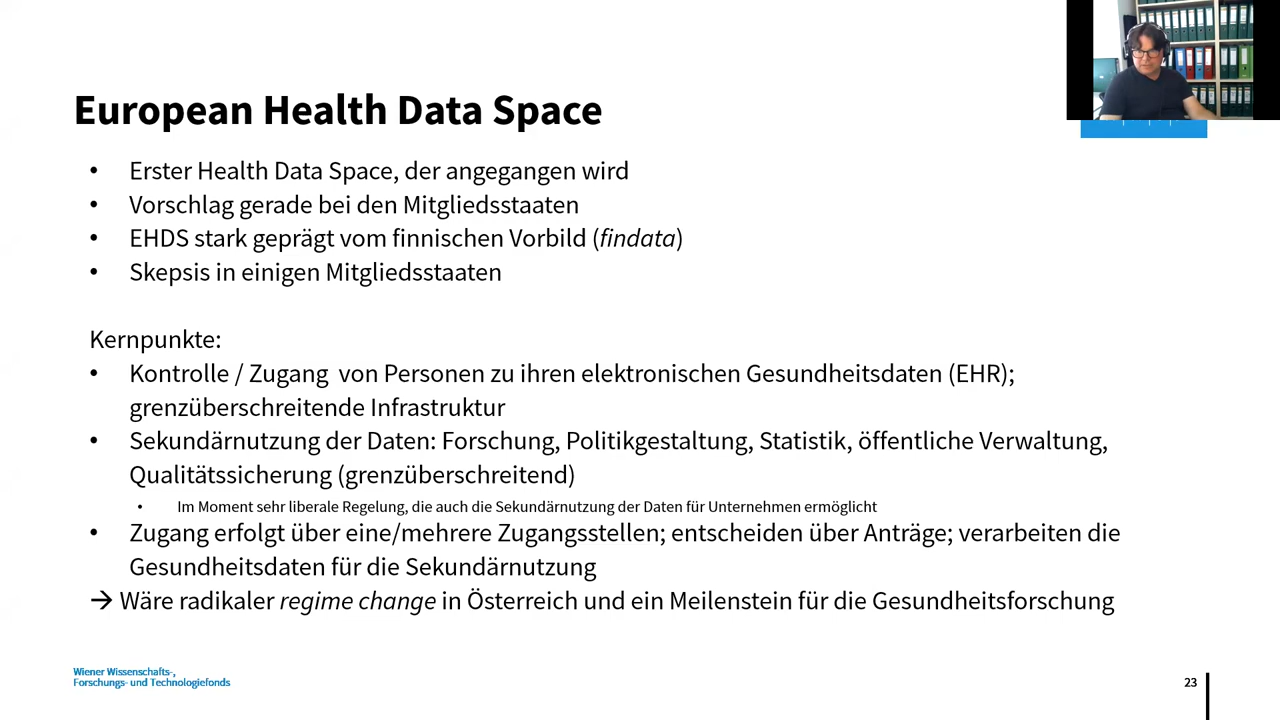 European Health Data Space
• Erster Health Data Space, der angegangen wird
• Vorschlag gerade bei den Mitgliedsstaaten
• EHDS stark geprägt vom finnischen Vorbild (findata)
• Skepsis in einigen Mitgliedsstaaten
Kernpunkte:
• Kontrolle / Zugang von Personen zu ihren elektronischen Gesundheitsdaten (EHR);
grenzüberschreitende Infrastruktur
• Sekundärnutzung der Daten: Forschung, Politikgestaltung, Statistik, öffentliche Verwaltung,
Qualitätssicherung (grenzüberschreitend)
• Im Moment sehr liberale Regelung, die auch die Sekundärnutzung der Daten für Unternehmen ermöglicht
• Zugang erfolgt über eine/mehrere Zugangsstellen; entscheiden über Anträge; verarbeiten die
Gesundheitsdaten für die Sekundärnutzung
→ Wäre radikaler regime change in Österreich und ein Meilenstein für die Gesundheitsforschung
Wiener Wissenschafts-,
Forschungs- und Technologiefonds
23